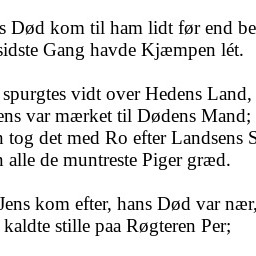 s Død kom til ham lidt før end be
sidste Gang havde Kjæmpen lét.
spurgtes vidt over Hedens Land,
ens var mærket til Dødens Mand;
tog det med Ro efter Landsens S
alle de muntreste Piger græd.
Jens kom efter, hans Død var nær,
kaldte stille paa Røgteren Per;